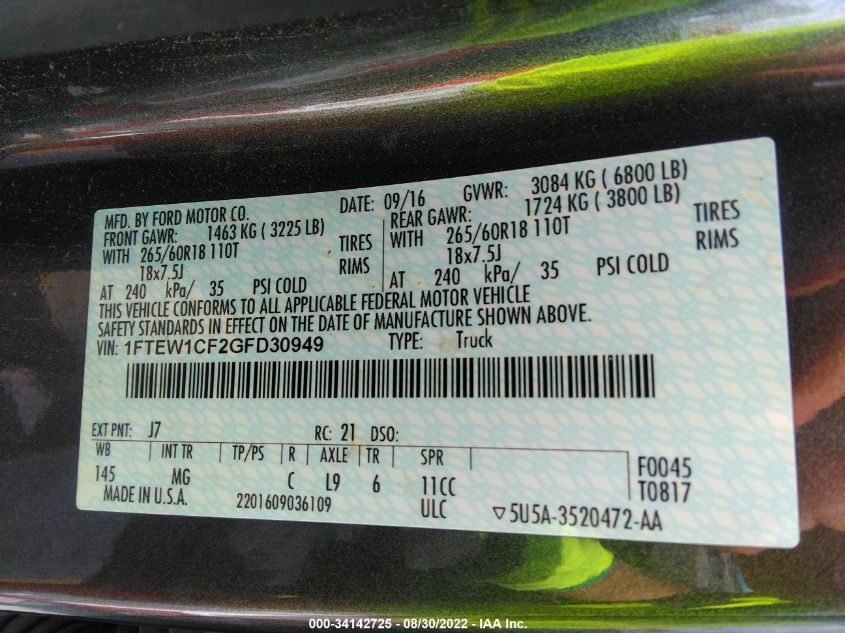 MFD. BY FORD MOTOR CO. DATE: 09/16 GVWR: 3084 KG ( 6800 LB)
FRONT GAWR: 1463 KG ( 3225 LB) REAR GAWR: 1724 KG ( 3800 LB)
WITH 265/60R18 110T TIRES WITH 265/60R18 110T TIRES
18x7.5J RIMS 18x7.5J RIMS
AT 240 kPa/ 35 PSI COLD AT 240 kPa/ 35 PSI COLD
THIS VEHICLE CONFORMS TO ALL APPLICABLE FEDERAL MOTOR VEHICLE
SAFETY STANDARDS IN EFFECT ON THE DATE OF MANUFACTURE SHOWN ABOVE.
VIN: 1FTEW1CF2GFD30949 TYPE: Truck
EXT PNT: J7 RC: 21 DSO:
WB INT TR TP/PS R AXLE TR SPR
145 MG C L9 6 11CC F0045
MADE IN U.S.A. 2201609036109 ULC T0817
▽5U5A-3520472-AA
000-34142725 - 08/30/2022 - IAA Inc.